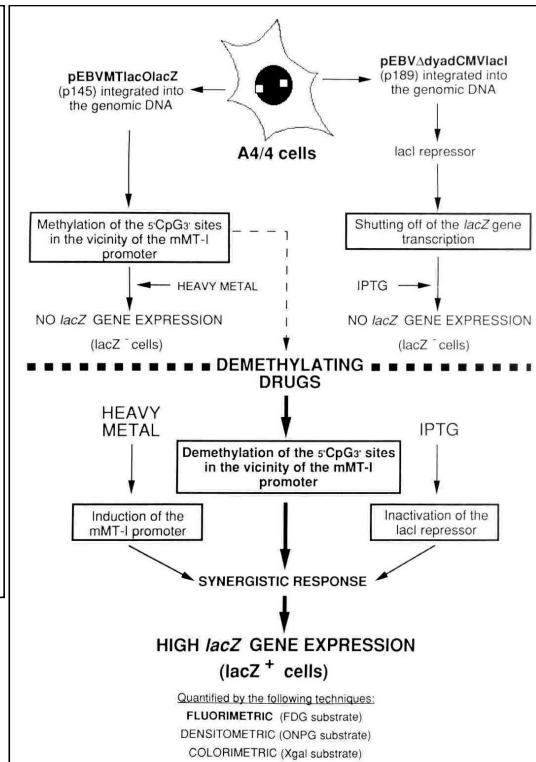 pEBVMTlacOlacZ
(p145) integrated into
the genomic DNA
pEBVΔdyadCMVlacI
(p189) integrated into
the genomic DNA
A4/4 cells
lacI repressor
Methylation of the 5'CpG3' sites
in the vicinity of the mMT-I
promoter
Shutting off of the lacZ gene
transcription
HEAVY METAL
IPTG
NO lacZ GENE EXPRESSION
(lacZ - cells)
NO lacZ GENE EXPRESSION
(lacZ - cells)
DEMETHYLATING
DRUGS
HEAVY
METAL
IPTG
Demethylation of the 5'CpG3' sites
in the vicinity of the mMT-I
promoter
Induction of the
mMT-I promoter
Inactivation of the
lacI repressor
SYNERGISTIC RESPONSE
HIGH lacZ GENE EXPRESSION
(lacZ + cells)
Quantified by the following techniques:
FLUORIMETRIC (FDG substrate)
DENSITOMETRIC (ONPG substrate)
COLORIMETRIC (Xgal substrate)